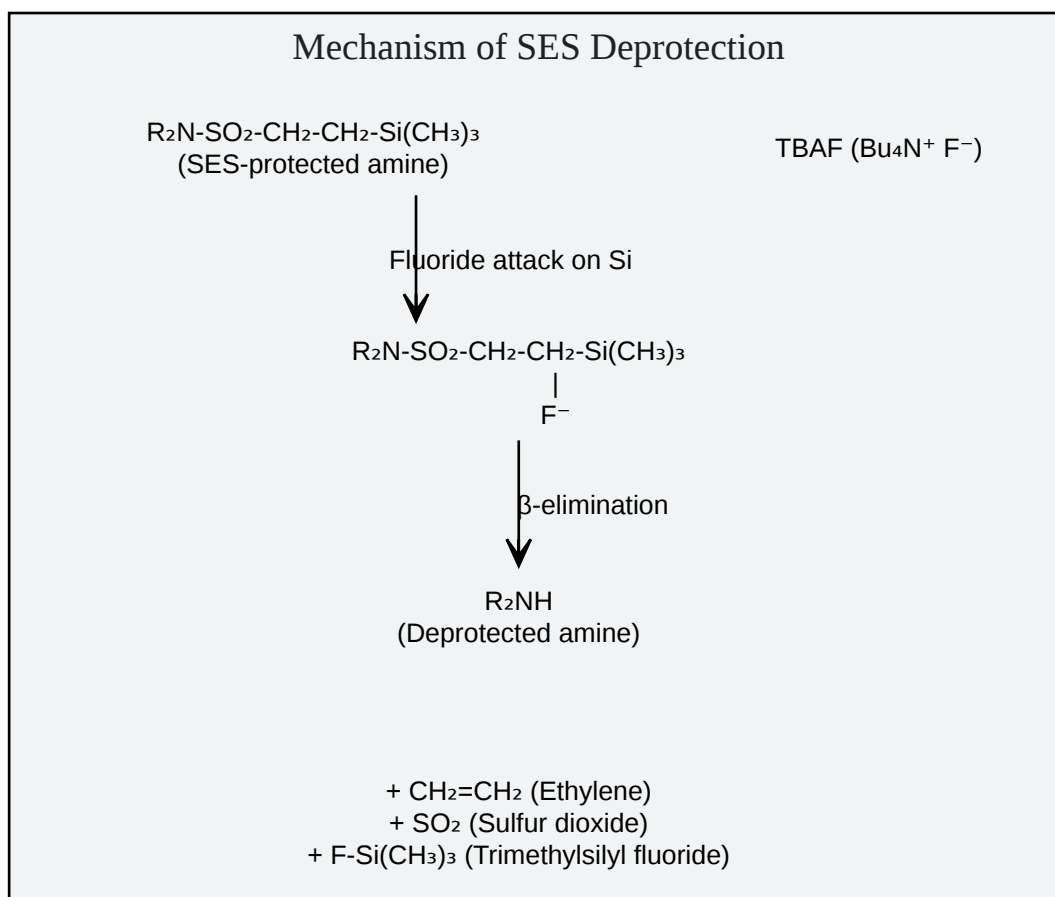 Mechanism of SES Deprotection
R₂N-SO₂-CH₂-CH₂-Si(CH₃)₃
(SES-protected amine)
TBAF (Bu₄N⁺ F⁻)
Fluoride attack on Si
R₂N-SO₂-CH₂-CH₂-Si(CH₃)₃
|
F⁻
β-elimination
R₂NH
(Deprotected amine)
+ CH₂=CH₂ (Ethylene)
+ SO₂ (Sulfur dioxide)
+ F-Si(CH₃)₃ (Trimethylsilyl fluoride)